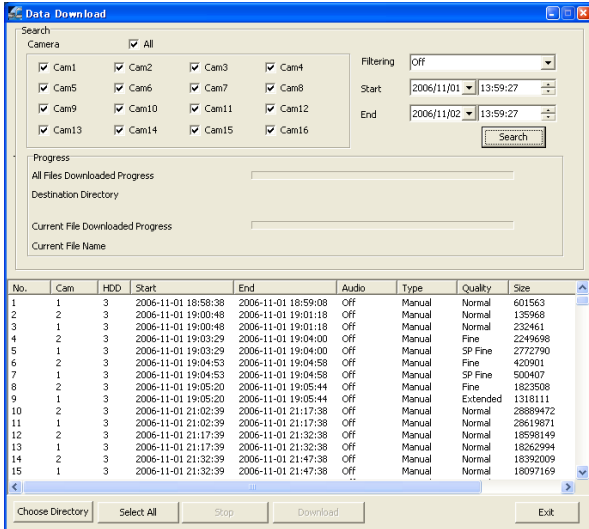 Data Download
Search
Camera All
Cam1 Cam2 Cam3 Cam4
Filtering Off
Cam5 Cam6 Cam7 Cam8
Start 2006/11/01 13:59:27
Cam9 Cam10 Cam11 Cam12
End 2006/11/02 13:59:27
Cam13 Cam14 Cam15 Cam16
Search
Progress
All Files Downloaded Progress
Destination Directory
Current File Downloaded Progress
Current File Name
No. Cam HDD Start End Audio Type Quality Size
1 1 3 2006-11-01 18:58:38 2006-11-01 18:59:08 Off Manual Normal 601563
2 2 3 2006-11-01 19:00:48 2006-11-01 19:01:18 Off Manual Normal 135968
3 1 3 2006-11-01 19:00:48 2006-11-01 19:01:18 Off Manual Normal 232461
4 2 3 2006-11-01 19:03:29 2006-11-01 19:04:00 Off Manual Fine 2249698
5 1 3 2006-11-01 19:03:29 2006-11-01 19:04:00 Off Manual SP Fine 2772790
6 2 3 2006-11-01 19:04:53 2006-11-01 19:04:58 Off Manual Fine 420901
7 1 3 2006-11-01 19:04:53 2006-11-01 19:04:58 Off Manual SP Fine 500407
8 2 3 2006-11-01 19:05:20 2006-11-01 19:05:44 Off Manual Fine 1823508
9 1 3 2006-11-01 19:05:20 2006-11-01 19:05:44 Off Manual Extended 1318111
10 2 3 2006-11-01 21:02:39 2006-11-01 21:17:38 Off Manual Normal 28889472
11 1 3 2006-11-01 21:02:39 2006-11-01 21:17:38 Off Manual Normal 28619871
12 2 3 2006-11-01 21:17:39 2006-11-01 21:32:38 Off Manual Normal 18598149
13 1 3 2006-11-01 21:17:39 2006-11-01 21:32:38 Off Manual Normal 18262994
14 2 3 2006-11-01 21:32:39 2006-11-01 21:47:38 Off Manual Normal 18392009
15 1 3 2006-11-01 21:32:39 2006-11-01 21:47:38 Off Manual Normal 18097169
Choose Directory Select All Stop Download Exit